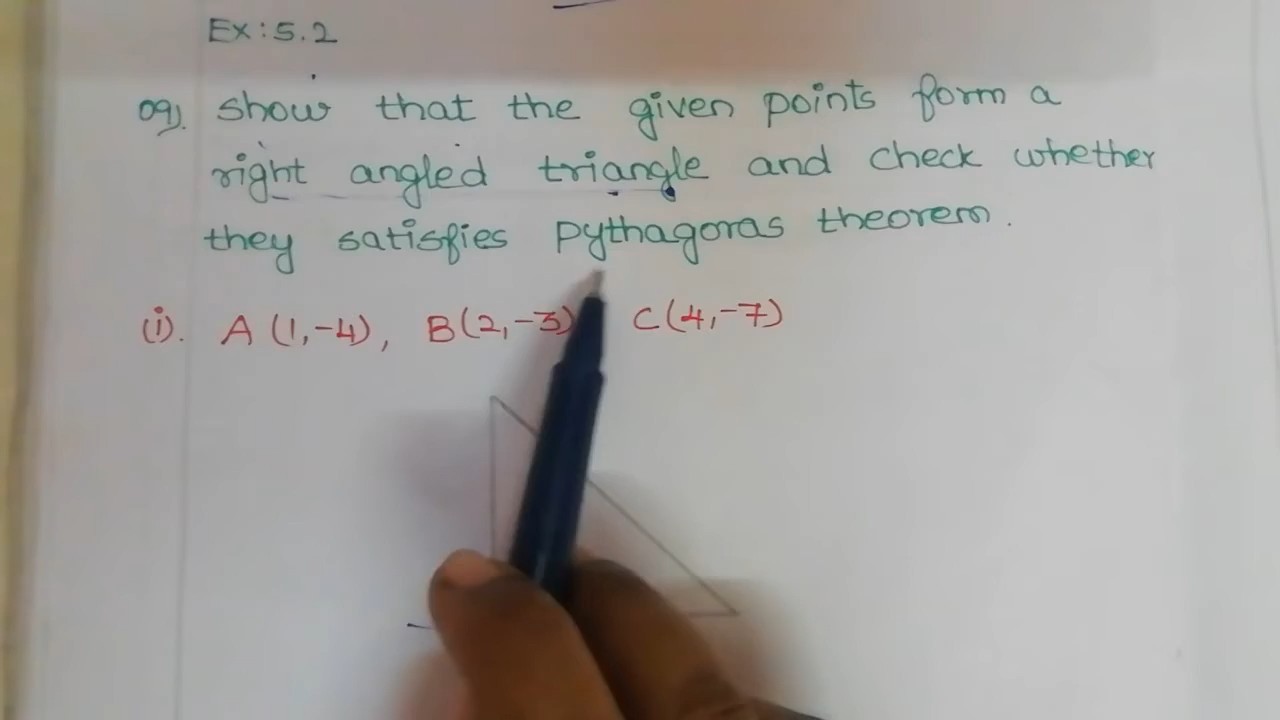 Ex: 5.2
09). Show that the given points form a
right angled triangle and check whether
they satisfies pythagoras theorem.
(i). A (1,-4), B(2,-3) C(4,-7)